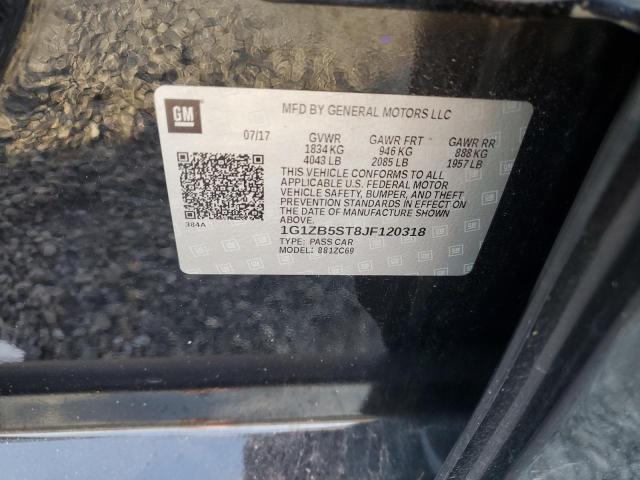 GM
MFD BY GENERAL MOTORS LLC
07/17 GVWR GAWR FRT GAWR RR
1834 KG 946 KG 888 KG
4043 LB 2085 LB 1957 LB
THIS VEHICLE CONFORMS TO ALL
APPLICABLE U.S. FEDERAL MOTOR
VEHICLE SAFETY, BUMPER, AND THEFT
PREVENTION STANDARDS IN EFFECT ON
THE DATE OF MANUFACTURE SHOWN
ABOVE.
384A
1G1ZB5ST8JF120318
TYPE: PASS CAR
MODEL: 881ZC69